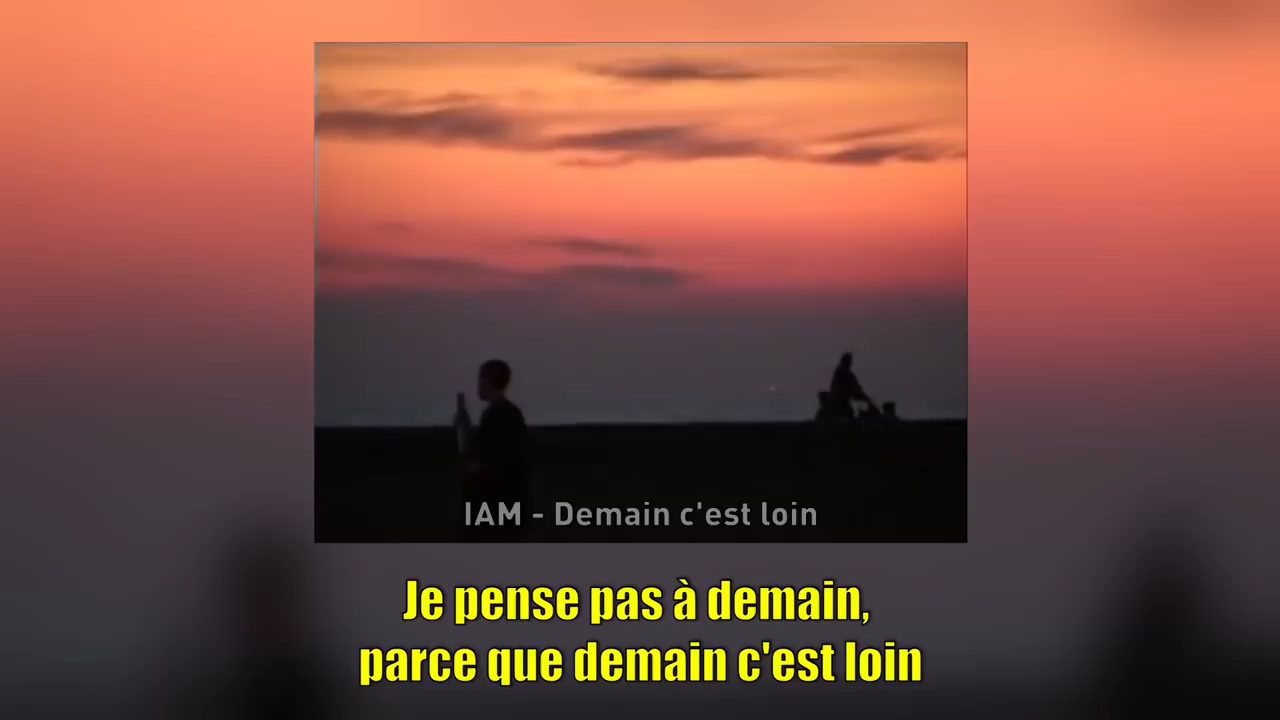 IAM - Demain c'est loin
Je pense pas à demain,
parce que demain c'est loin